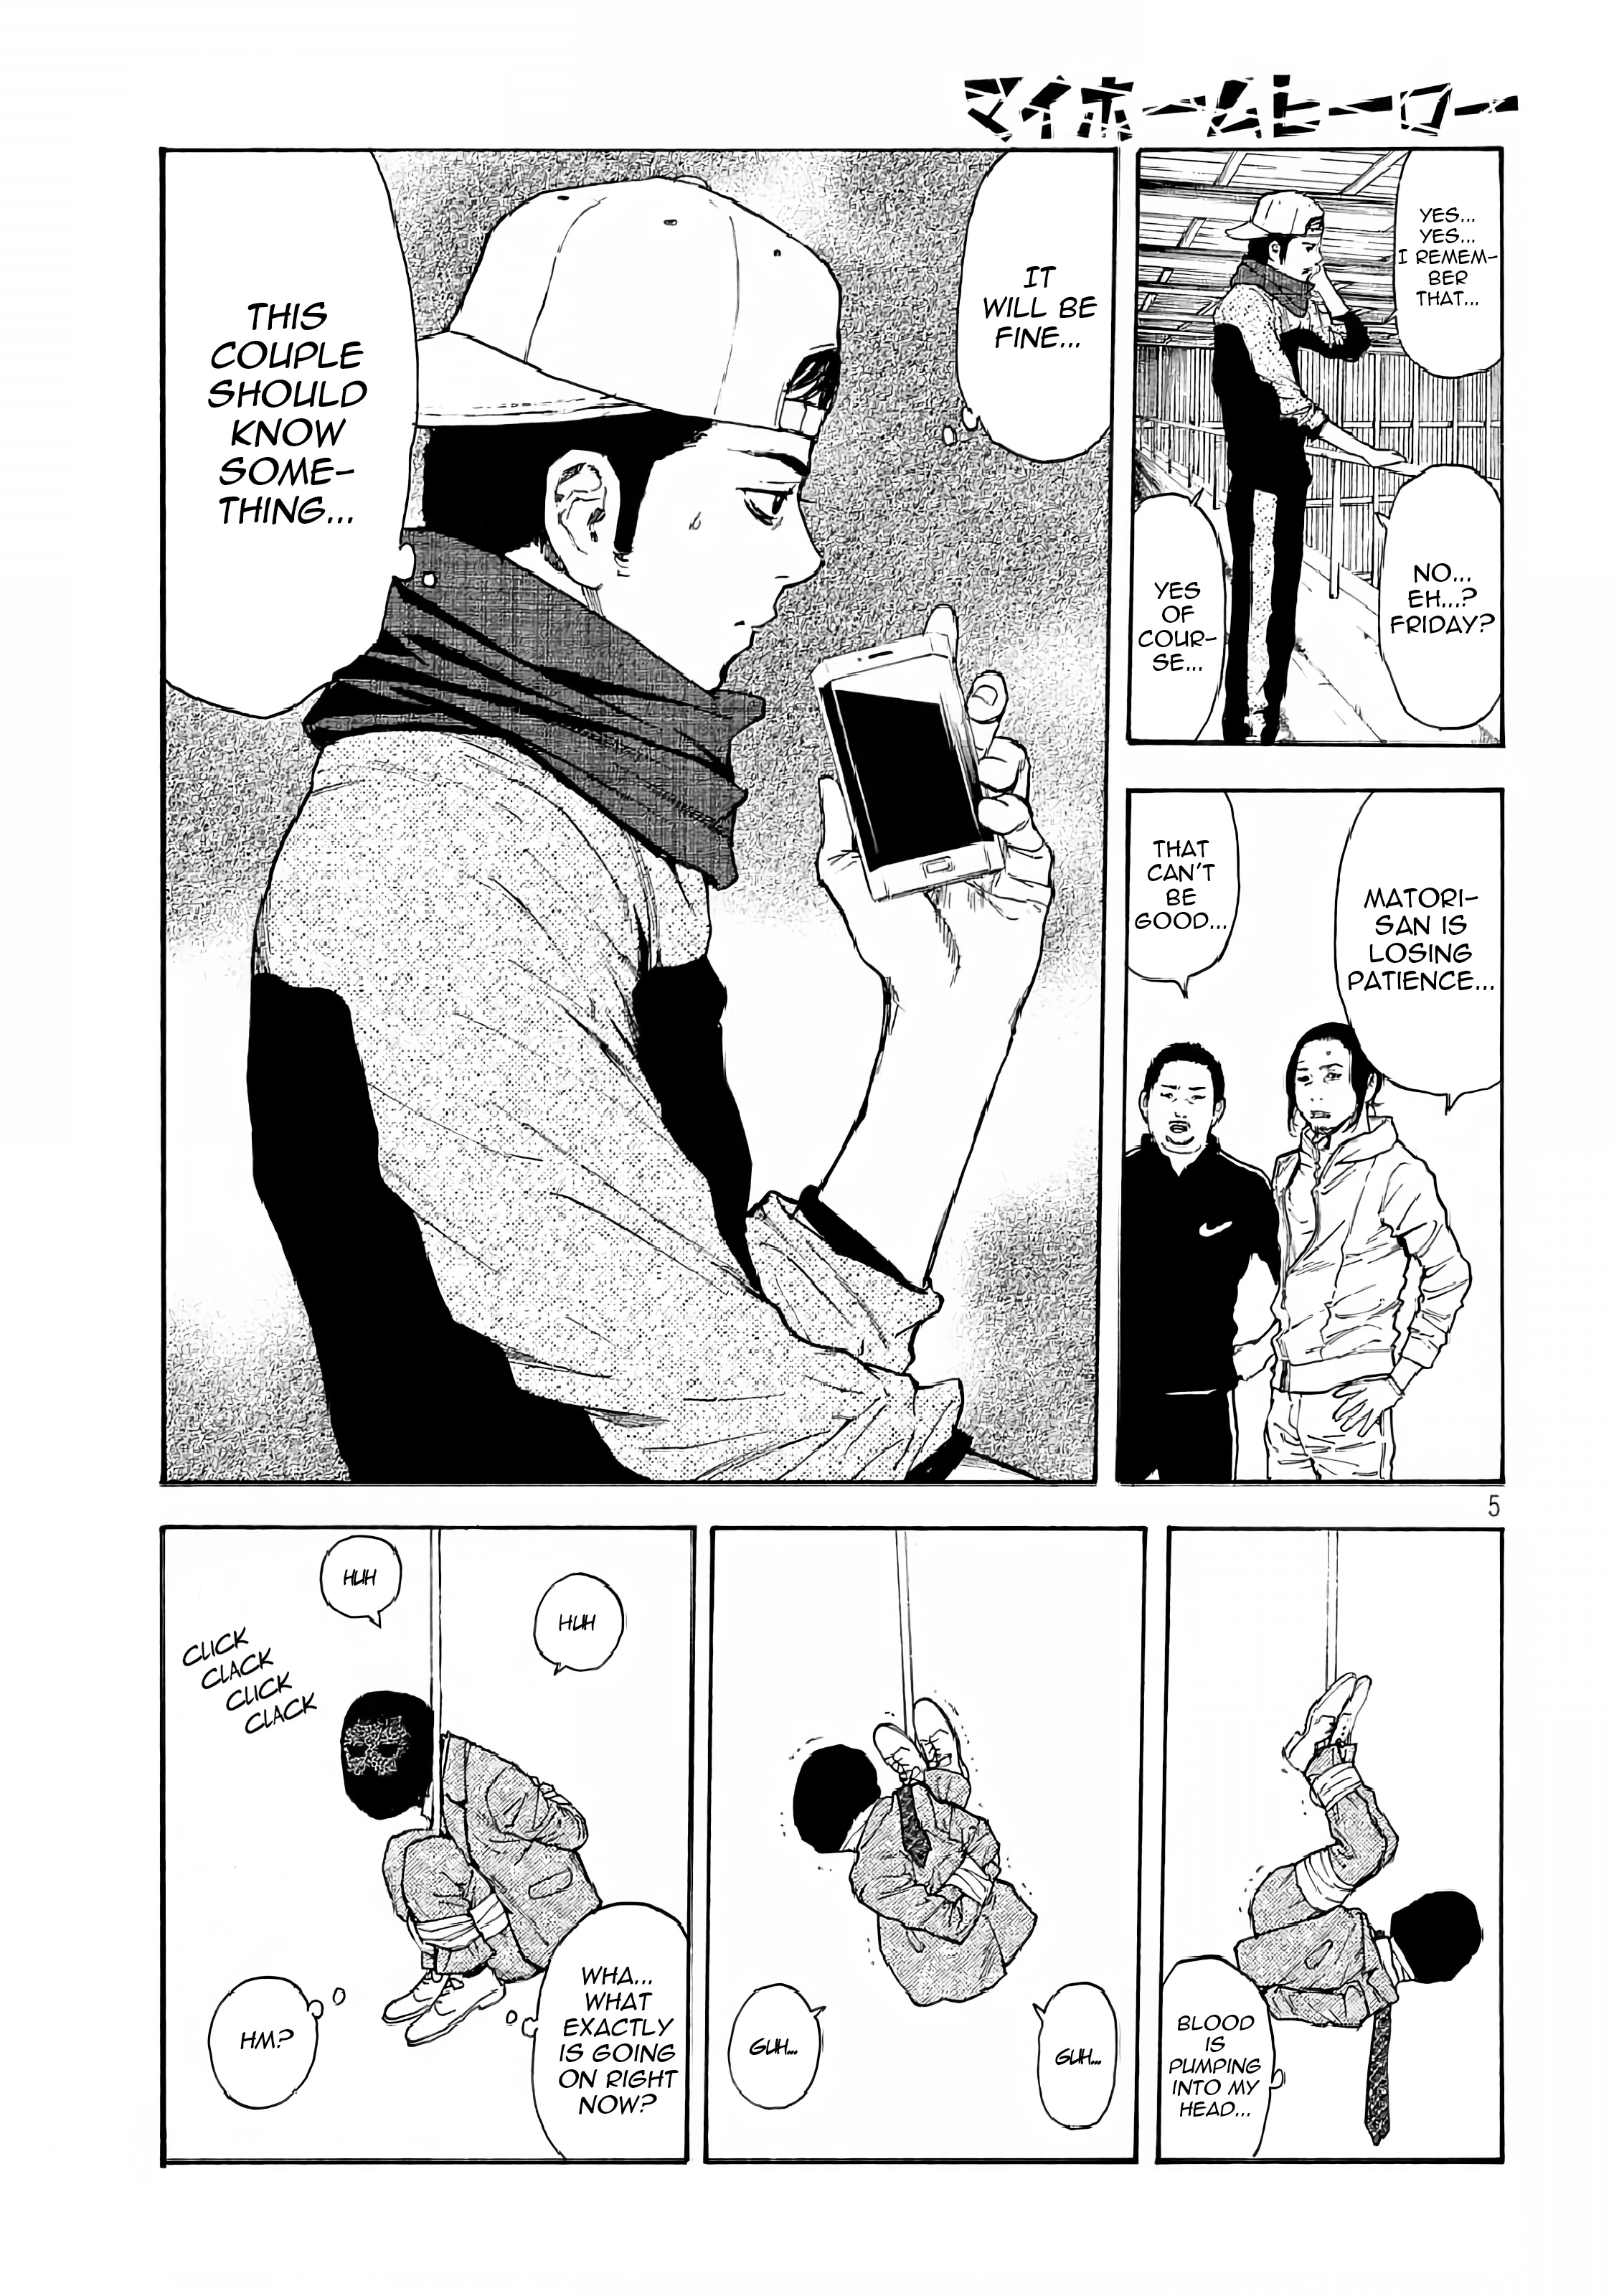 マイホームヒーロー
YES...
YES...
I REMEM-
BER
THAT...
NO...
EH...?
FRIDAY?
YES
OF
COUR-
SE...
MATORI-
SAN IS
LOSING
PATIENCE...
THAT
CAN'T
BE
GOOD...
IT
WILL BE
FINE...
THIS
COUPLE
SHOULD
KNOW
SOME-
THING...
5
BLOOD
IS
PUMPING
INTO MY
HEAD...
GUH...
GUH...
HUH
HUH
CLICK
CLACK
CLICK
CLACK
WHA...
WHAT
EXACTLY
IS GOING
ON RIGHT
NOW?
HM?